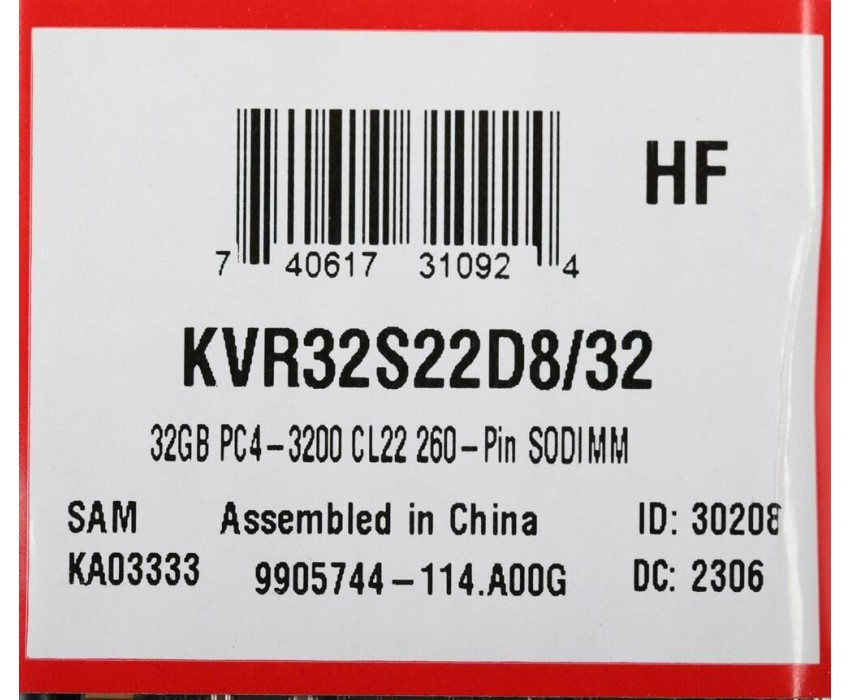 HF
7 40617 31092 4
KVR32S22D8/32
32GB PC4-3200 CL22 260-Pin SODIMM
SAM Assembled in China ID: 30208
KA03333 9905744-114.A00G DC: 2306